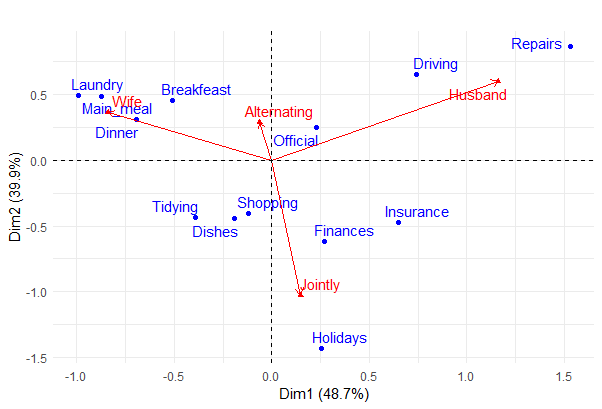 Repairs
Driving
Laundry
Breakfeast
Husband
Wife
Main_meal
Alternating
Dinner
Official
Shopping
Tidying
Insurance
Dishes
Finances
Jointly
Holidays
0.5
0.0
-0.5
-1.0
-1.5
Dim2 (39.9%)
-1.0 -0.5 0.0 0.5 1.0 1.5
Dim1 (48.7%)